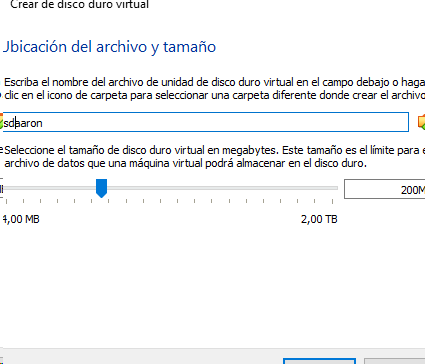 Crear de disco duro virtual
Jbicación del archivo y tamaño
Escriba el nombre del archivo de unidad de disco duro virtual en el campo debajo o haga
clic en el icono de carpeta para seleccionar una carpeta diferente donde crear el archivo
sdaaron
Seleccione el tamaño de disco duro virtual en megabytes. Este tamaño es el límite para e
archivo de datos que una máquina virtual podrá almacenar en el disco duro.
200M
4,00 MB 2,00 TB